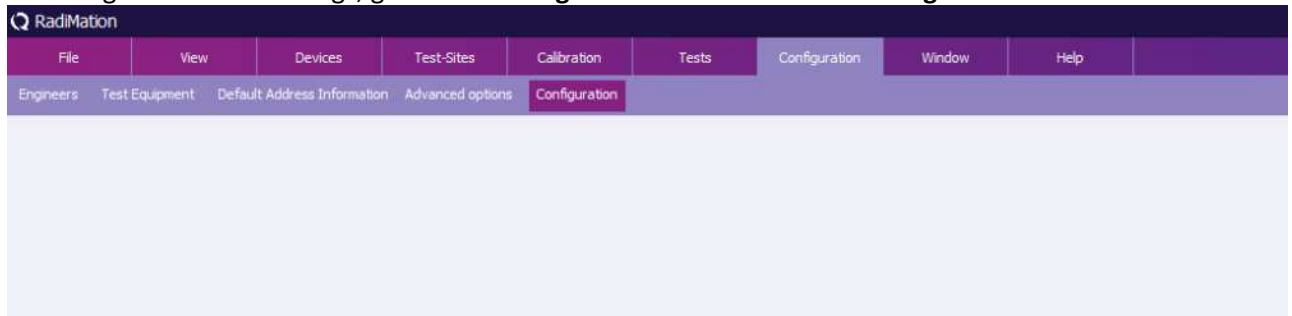 RadiMation
File View Devices Test-Sites Calibration Tests Configuration Window Help
Engineers Test Equipment Default Address Information Advanced options Configuration